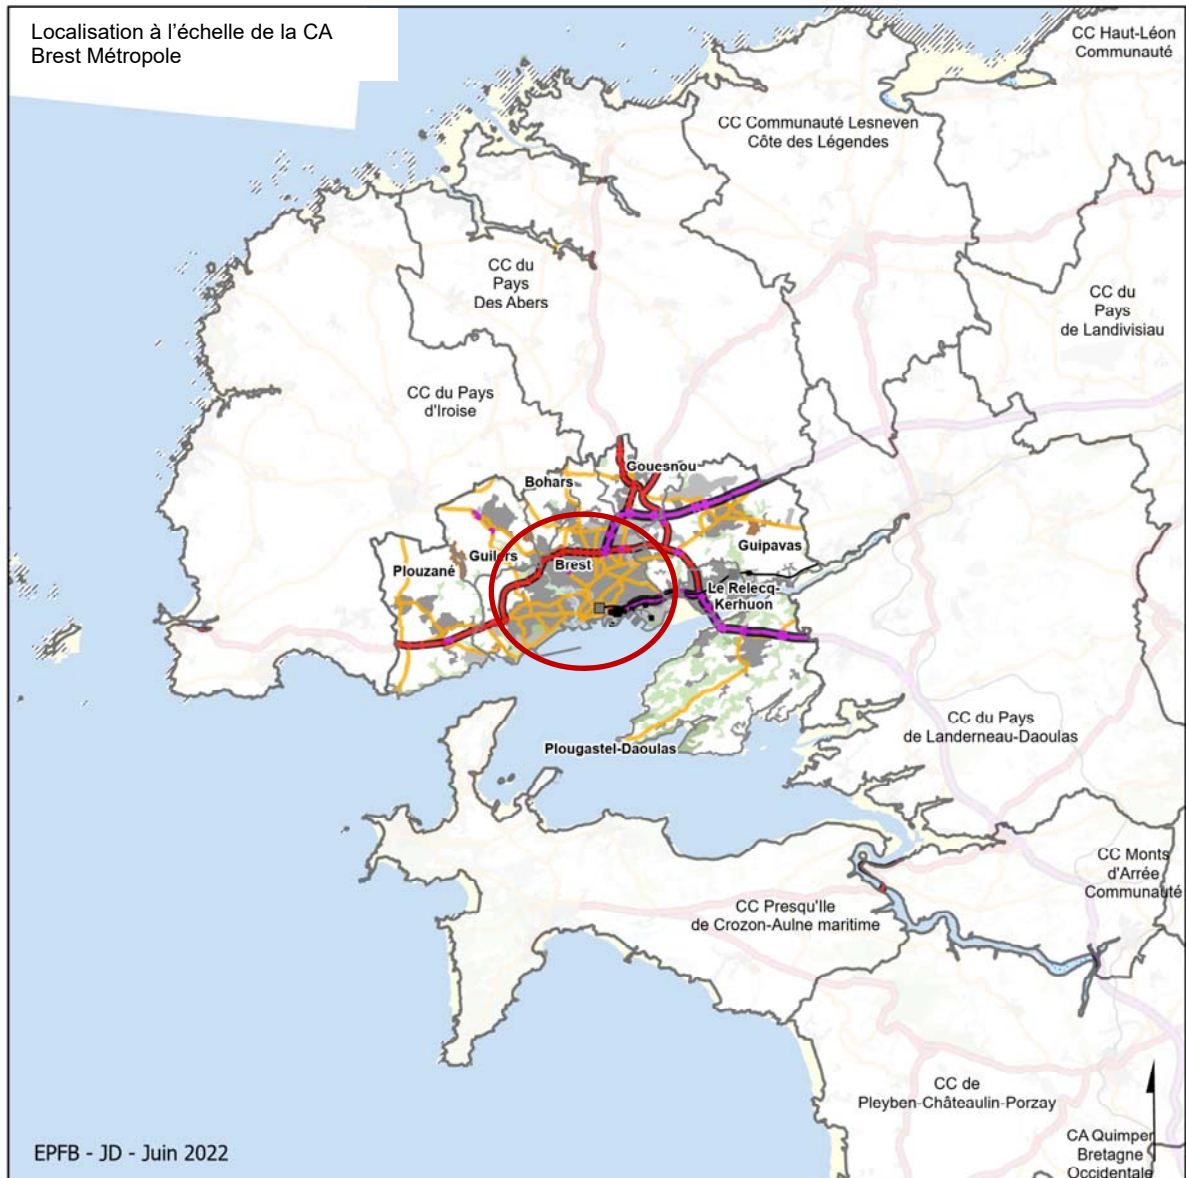 Localisation à l'échelle de la CA
Brest Métropole
CC Haut-Léon
Communauté
CC Communauté Lesneven
Côte des Légendes
CC du
Pays
Des Abers
CC du
Pays
de Landivisiau
CC du Pays
d'Iroise
Gouesnou
Bohars
Guilers
Brest
Guipavas
Plouzané
Le Relecq-
Kerhuon
Plougastel-Daoulas
CC du Pays
de Landerneau-Daoulas
CC Monts
d'Arrée
Communauté
CC Presqu'Ile
de Crozon-Aulne maritime
CC de
Pleyben-Châteaulin-Porzay
CA Quimper
Bretagne
Occidentale
EPFB - JD - Juin 2022